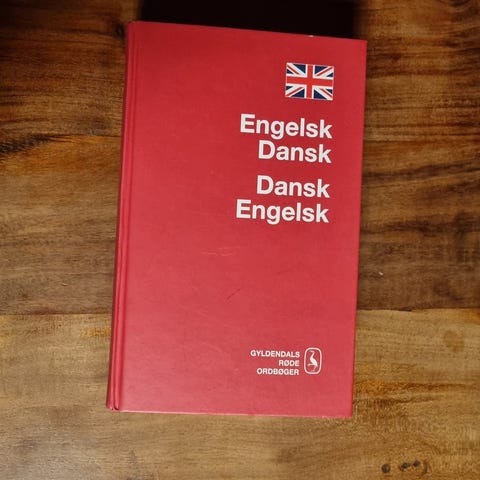 Engelsk
Dansk
Dansk
Engelsk
GYLDENDALS
RØDE
ORDBØGER